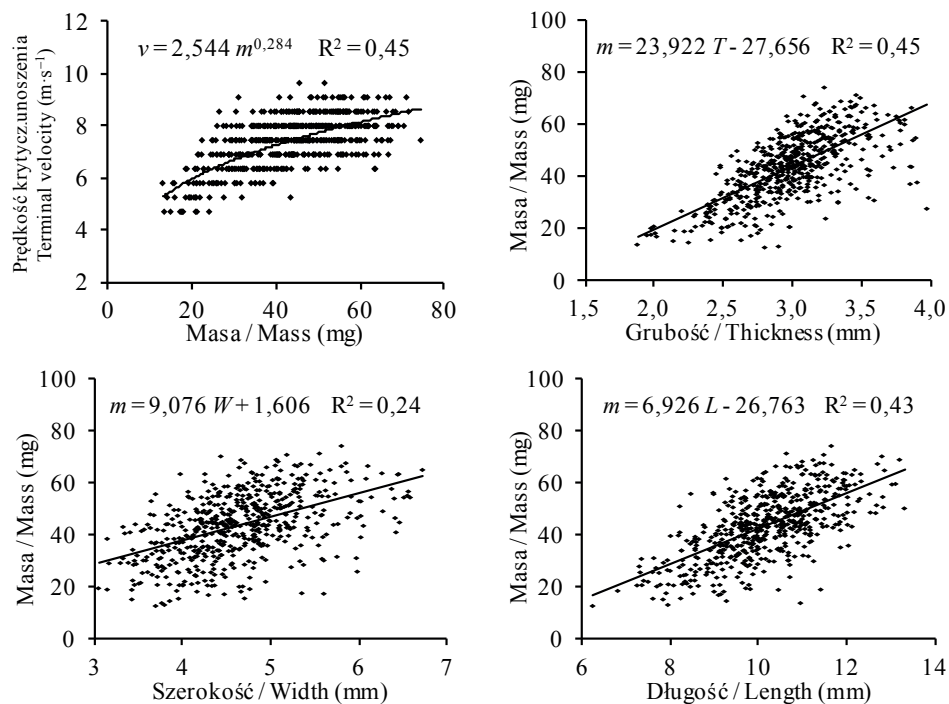 v = 2,544 m^0,284 R² = 0,45
Prędkość krytycz.unoszenia
Terminal velocity (m·s⁻¹)
12
10
8
6
4
2
0 20 40 60 80
Masa / Mass (mg)
m = 23,922 T - 27,656 R² = 0,45
Masa / Mass (mg)
100
80
60
40
20
0
1,5 2,0 2,5 3,0 3,5 4,0
Grubość / Thickness (mm)
m = 9,076 W + 1,606 R² = 0,24
Masa / Mass (mg)
100
80
60
40
20
0
3 4 5 6 7
Szerokość / Width (mm)
m = 6,926 L - 26,763 R² = 0,43
Masa / Mass (mg)
100
80
60
40
20
0
6 8 10 12 14
Długość / Length (mm)